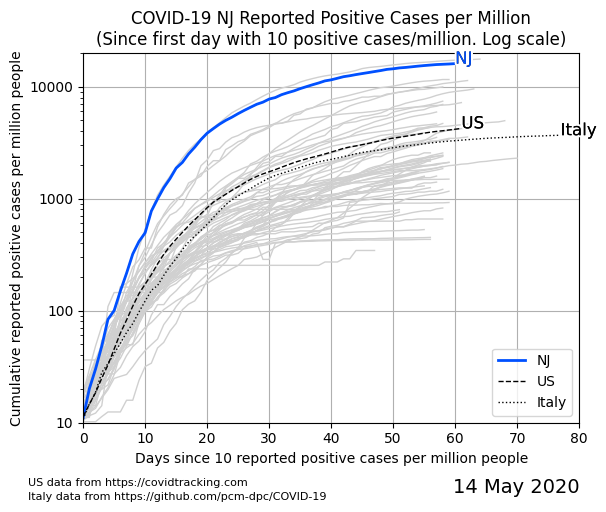 COVID-19 NJ Reported Positive Cases per Million
(Since first day with 10 positive cases/million. Log scale)
Cumulative reported positive cases per million people
10000
1000
100
10
NJ
US
Italy
NJ
US
Italy
0 10 20 30 40 50 60 70 80
Days since 10 reported positive cases per million people
US data from https://covidtracking.com
Italy data from https://github.com/pcm-dpc/COVID-19
14 May 2020